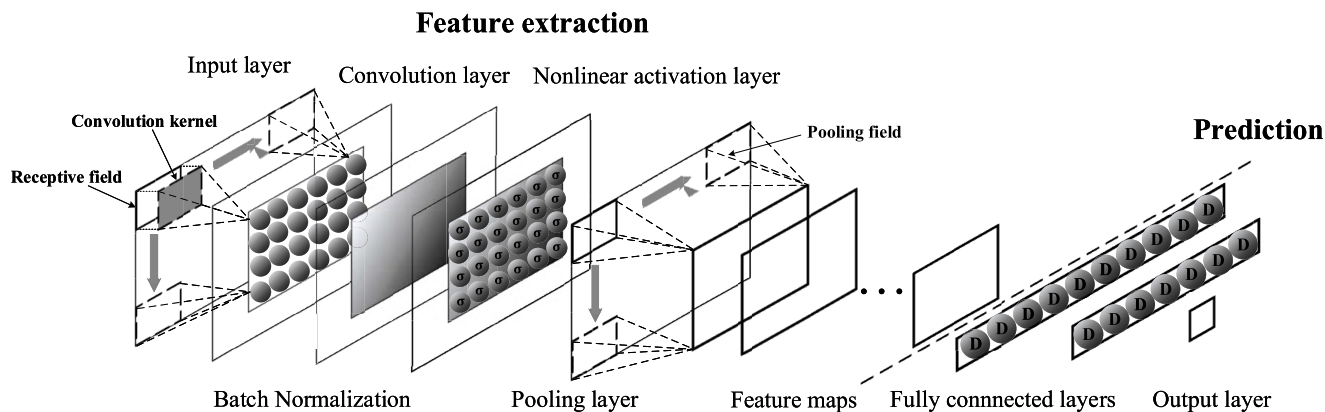 Feature extraction
Input layer
Convolution layer
Nonlinear activation layer
Convolution kernel
Receptive field
Pooling field
Prediction
σ σ σ σ σ σ
σ σ σ σ σ σ
σ σ σ σ σ σ
σ σ σ σ σ σ
D D D D D D D D D D
D D D D D D D
Batch Normalization
Pooling layer
Feature maps
Fully connnected layers
Output layer